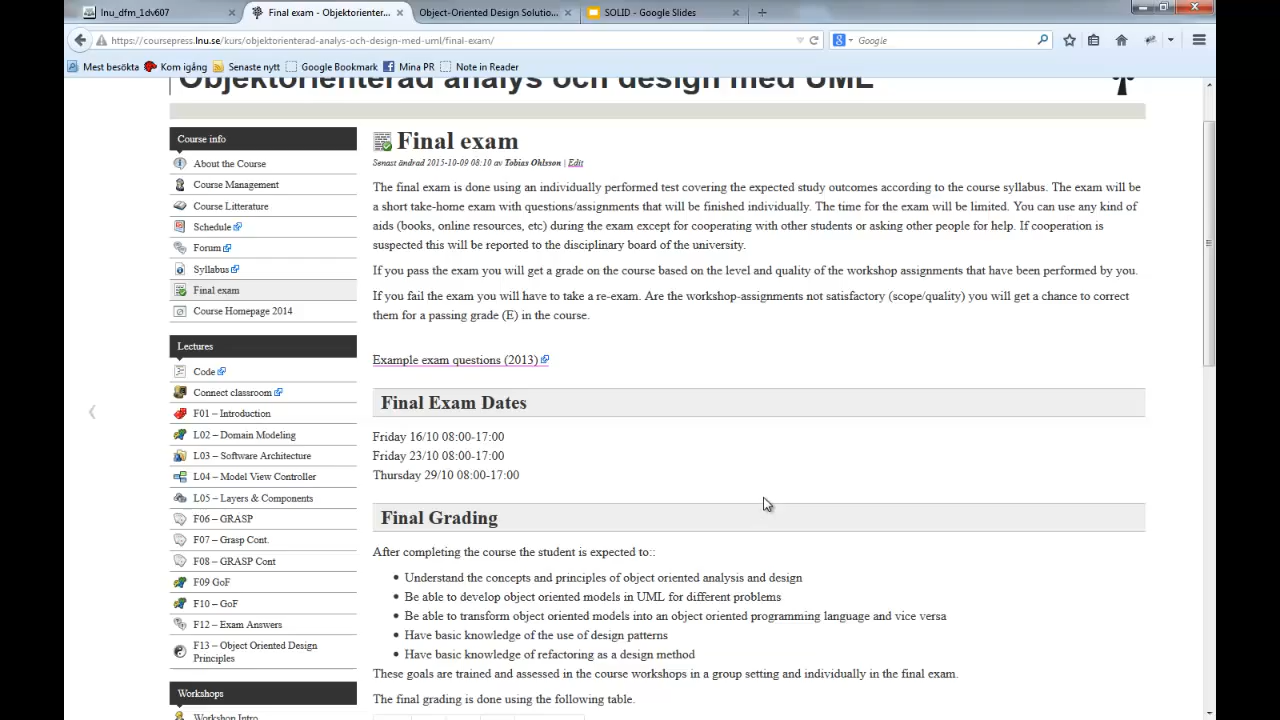 lnu_dfm_1dv607
Final exam - Objektorienter...
Object-Oriented Design Solutio...
SOLID - Google Slides
https://coursepress.lnu.se/kurs/objektorienterad-analys-och-design-med-uml/final-exam/
Google
Mest besökta
Kom igång
Senaste nytt
Google Bookmark
Mina PR
Note in Reader
Objektorienterad analys och design med UML
Course info
About the Course
Course Management
Course Litterature
Schedule
Forum
Syllabus
Final exam
Course Homepage 2014
Lectures
Code
Connect classroom
F01 – Introduction
L02 – Domain Modeling
L03 – Software Architecture
L04 – Model View Controller
L05 – Layers & Components
F06 – GRASP
F07 – Grasp Cont.
F08 – GRASP Cont
F09 GoF
F10 – GoF
F12 – Exam Answers
F13 – Object Oriented Design
Principles
Workshops
Workshop Intro
Final exam
Senast ändrad 2015-10-09 08:10 av Tobias Ohlsson | Edit
The final exam is done using an individually performed test covering the expected study outcomes according to the course syllabus. The exam will be
a short take-home exam with questions/assignments that will be finished individually. The time for the exam will be limited. You can use any kind of
aids (books, online resources, etc) during the exam except for cooperating with other students or asking other people for help. If cooperation is
suspected this will be reported to the disciplinary board of the university.
If you pass the exam you will get a grade on the course based on the level and quality of the workshop assignments that have been performed by you.
If you fail the exam you will have to take a re-exam. Are the workshop-assignments not satisfactory (scope/quality) you will get a chance to correct
them for a passing grade (E) in the course.
Example exam questions (2013)
Final Exam Dates
Friday 16/10 08:00-17:00
Friday 23/10 08:00-17:00
Thursday 29/10 08:00-17:00
Final Grading
After completing the course the student is expected to::
• Understand the concepts and principles of object oriented analysis and design
• Be able to develop object oriented models in UML for different problems
• Be able to transform object oriented models into an object oriented programming language and vice versa
• Have basic knowledge of the use of design patterns
• Have basic knowledge of refactoring as a design method
These goals are trained and assessed in the course workshops in a group setting and individually in the final exam.
The final grading is done using the following table.